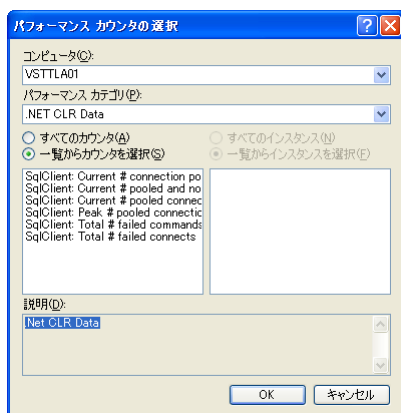 パフォーマンス カウンタの選択
コンピュータ(C):
VSTTLA01
パフォーマンス カテゴリ(P):
.NET CLR Data
すべてのカウンタ(A)
すべてのインスタンス(N)
一覧からカウンタを選択(S)
一覧からインスタンスを選択(F)
SqlClient: Current # connection po
SqlClient: Current # pooled and no
SqlClient: Current # pooled connec
SqlClient: Peak # pooled connectic
SqlClient: Total # failed commands
SqlClient: Total # failed connects
説明(D):
.Net CLR Data
OK
キャンセル